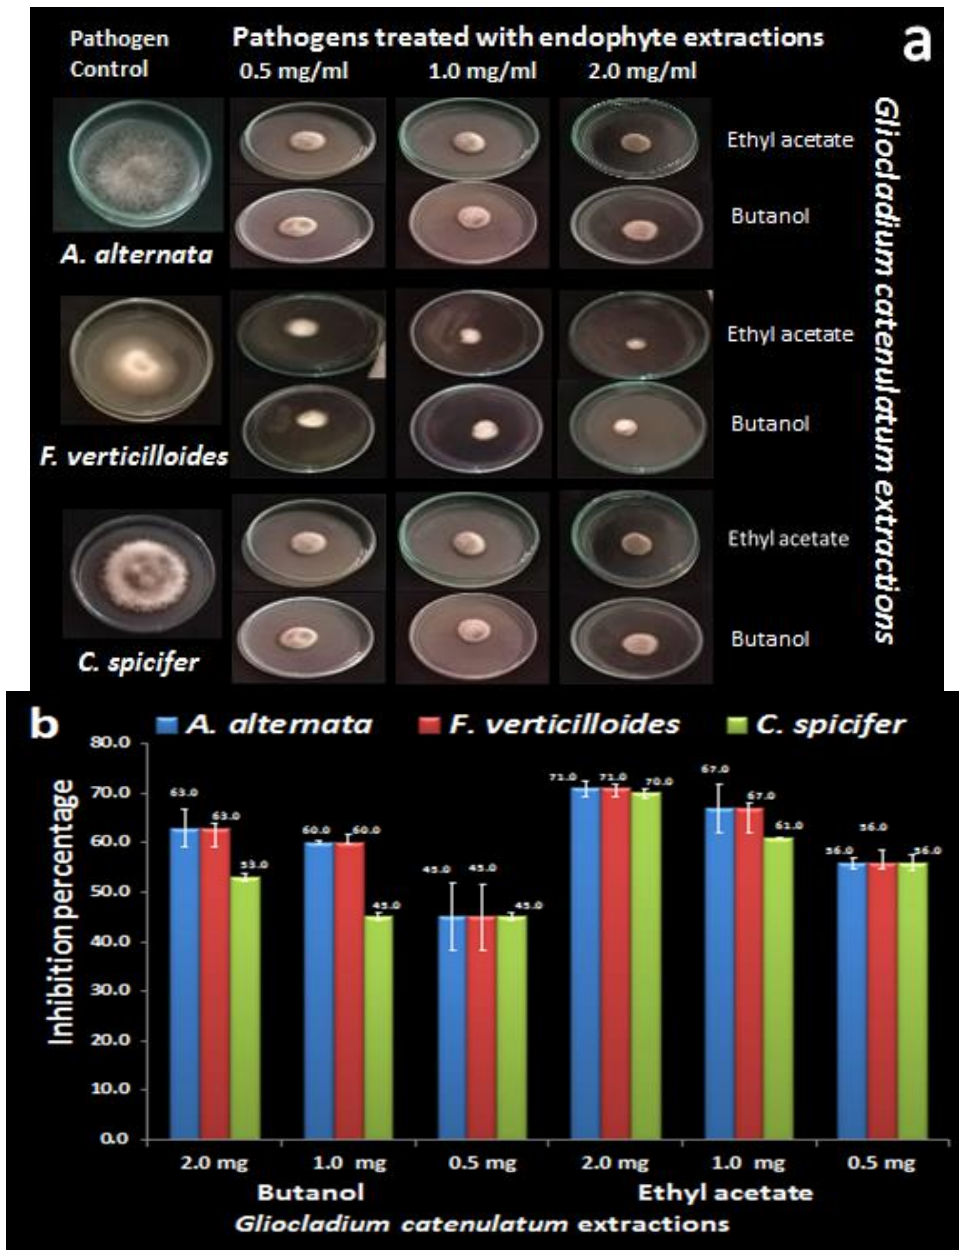 Pathogen Control
Pathogens treated with endophyte extractions
a
0.5 mg/ml 1.0 mg/ml 2.0 mg/ml
Ethyl acetate
Butanol
A. alternata
Ethyl acetate
Butanol
F. verticilloides
Ethyl acetate
Butanol
C. spicifer
Gliocladium catenulatum extractions
b
A. alternata F. verticilloides C. spicifer
Inhibition percentage
80.0
70.0
60.0
50.0
40.0
30.0
20.0
10.0
0.0
63.0 63.0 53.0
60.0 60.0 45.0
45.0 45.0 45.0
71.0 71.0 70.0
67.0 67.0 61.0
56.0 56.0 56.0
2.0 mg 1.0 mg 0.5 mg 2.0 mg 1.0 mg 0.5 mg
Butanol Ethyl acetate
Gliocladium catenulatum extractions